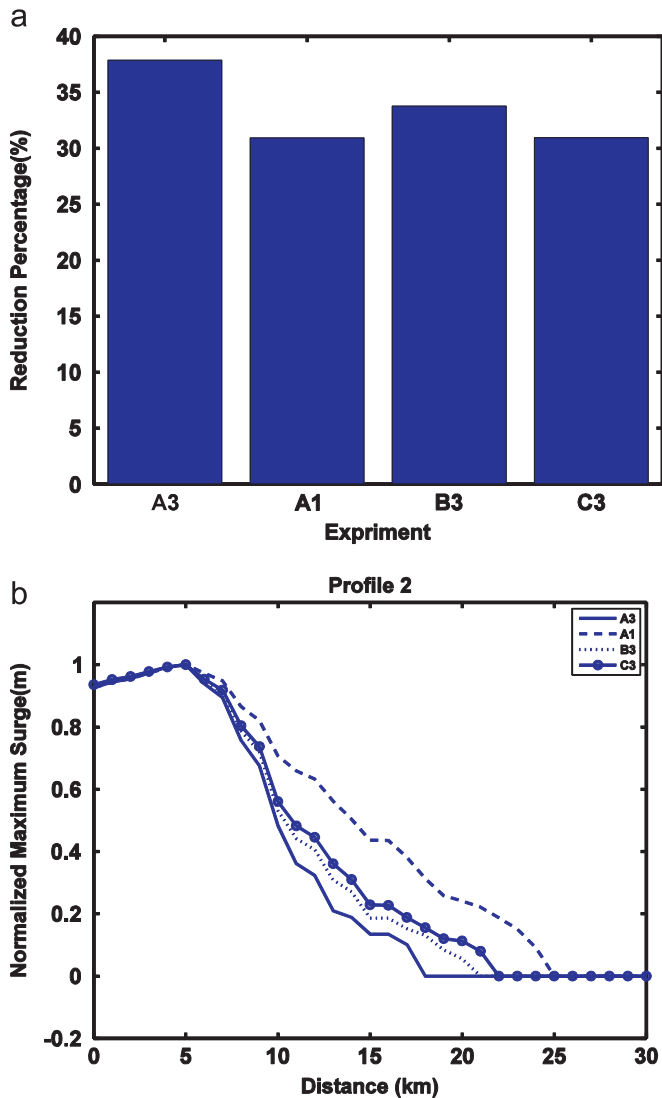 a
40
35
30
25
20
15
10
5
0
Reduction Percentage(%)
A3 A1 B3 C3
Expriment
b
Profile 2
1
0.8
0.6
0.4
0.2
0
-0.2
Normalized Maximum Surge(m)
A3
A1
B3
C3
0 5 10 15 20 25 30
Distance (km)